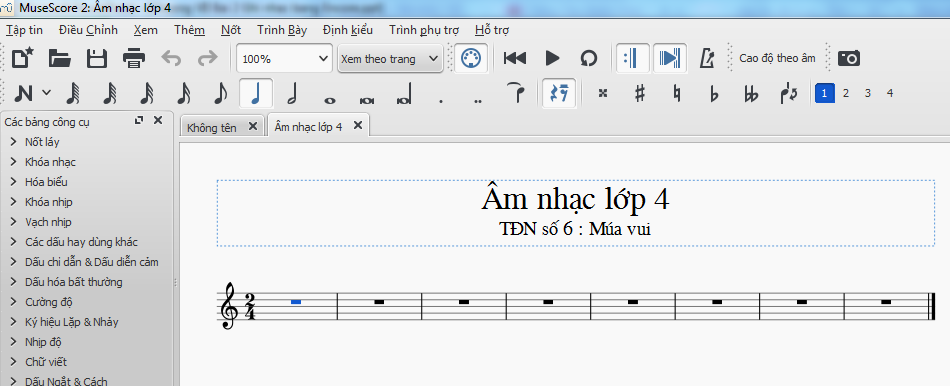 MuseScore 2: Âm nhạc lớp 4
Tập tin Điều Chỉnh Xem Thêm Nốt Trình Bày Định kiểu Trình phụ trợ Hỗ trợ
100% Xem theo trang Cao độ theo âm
1 2 3 4
Các bảng công cụ
Không tên Âm nhạc lớp 4
Nốt láy
Khóa nhạc
Hóa biểu
Khóa nhịp
Vạch nhịp
Các dấu hay dùng khác
Dấu chỉ dẫn & Dấu diễn cảm
Dấu hóa bất thường
Cường độ
Ký hiệu Lặp & Nhảy
Nhịp độ
Chữ viết
Dấu Ngắt & Cách
Âm nhạc lớp 4
TĐN số 6 : Múa vui
2
4